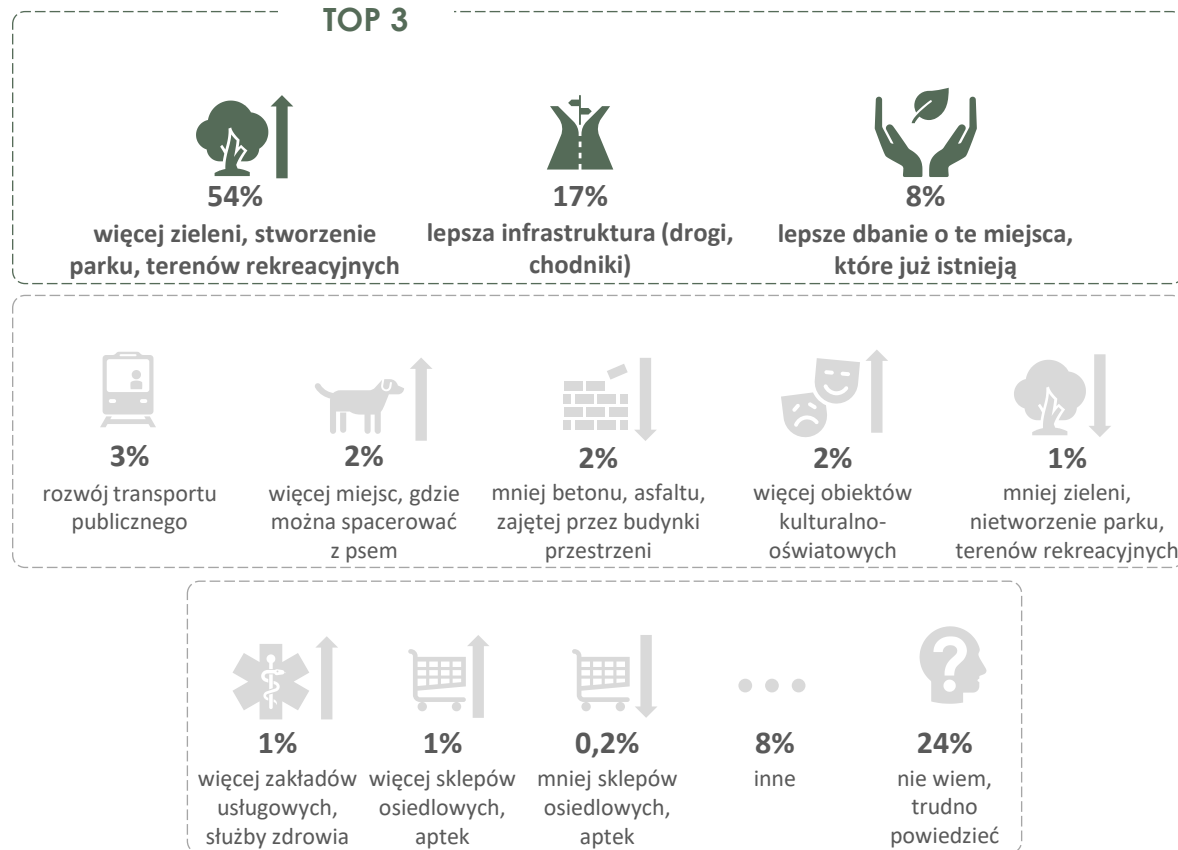 TOP 3
54%
więcej zieleni, stworzenie
parku, terenów rekreacyjnych
17%
lepsza infrastruktura (drogi,
chodniki)
8%
lepsze dbanie o te miejsca,
które już istnieją
3%
rozwój transportu
publicznego
2%
więcej miejsc, gdzie
można spacerować
z psem
2%
mniej betonu, asfaltu,
zajętej przez budynki
przestrzeni
2%
więcej obiektów
kulturalno-
oświatowych
1%
mniej zieleni,
nietworzenie parku,
terenów rekreacyjnych
1%
więcej zakładów
usługowych,
służby zdrowia
1%
więcej sklepów
osiedlowych,
aptek
0,2%
mniej sklepów
osiedlowych,
aptek
8%
inne
24%
nie wiem,
trudno
powiedzieć